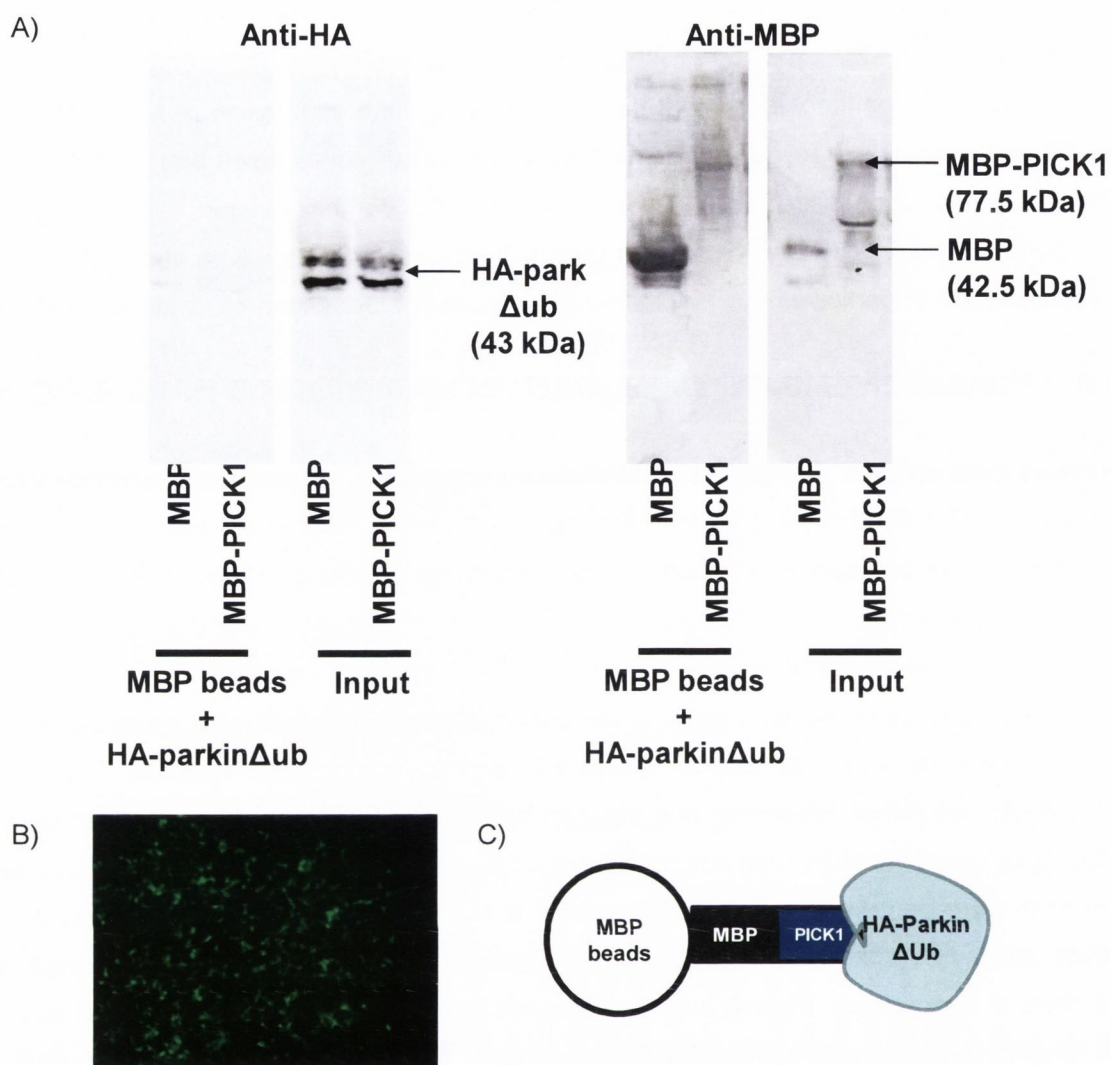 A)
Anti-HA
Anti-MBP
HA-park
Δub
(43 kDa)
MBP-PICK1
(77.5 kDa)
MBP
(42.5 kDa)
MBP
MBP-PICK1
MBP
MBP-PICK1
MBP
MBP-PICK1
MBP
MBP-PICK1
MBP beads
+
HA-parkinΔub
Input
MBP beads
+
HA-parkinΔub
Input
B)
C)
MBP
beads
MBP
PICK1
HA-Parkin
ΔUb